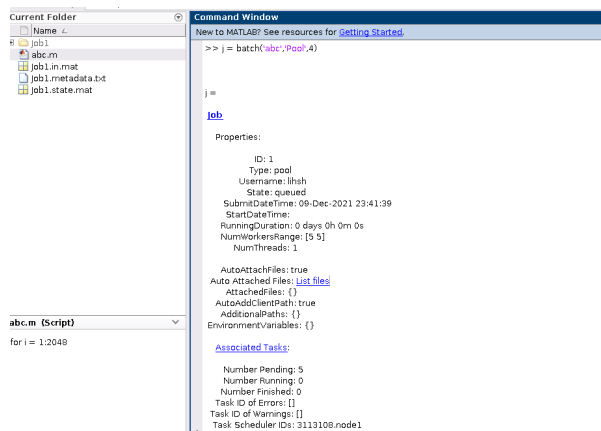 Current Folder
Name
Job1
abc.m
Job1.in.mat
Job1.metadata.txt
Job1.state.mat
abc.m (Script)
for i = 1:2048
Command Window
New to MATLAB? See resources for Getting Started.
>> j = batch('abc','Pool',4)
j =
Job
Properties:
ID: 1
Type: pool
Username: lihsh
State: queued
SubmitDateTime: 09-Dec-2021 23:41:39
StartDateTime:
RunningDuration: 0 days 0h 0m 0s
NumWorkersRange: [5 5]
NumThreads: 1
AutoAttachFiles: true
Auto Attached Files: List files
AttachedFiles: {}
AutoAddClientPath: true
AdditionalPaths: {}
EnvironmentVariables: {}
Associated Tasks:
Number Pending: 5
Number Running: 0
Number Finished: 0
Task ID of Errors: []
Task ID of Warnings: []
Task Scheduler IDs: 3113108.node1